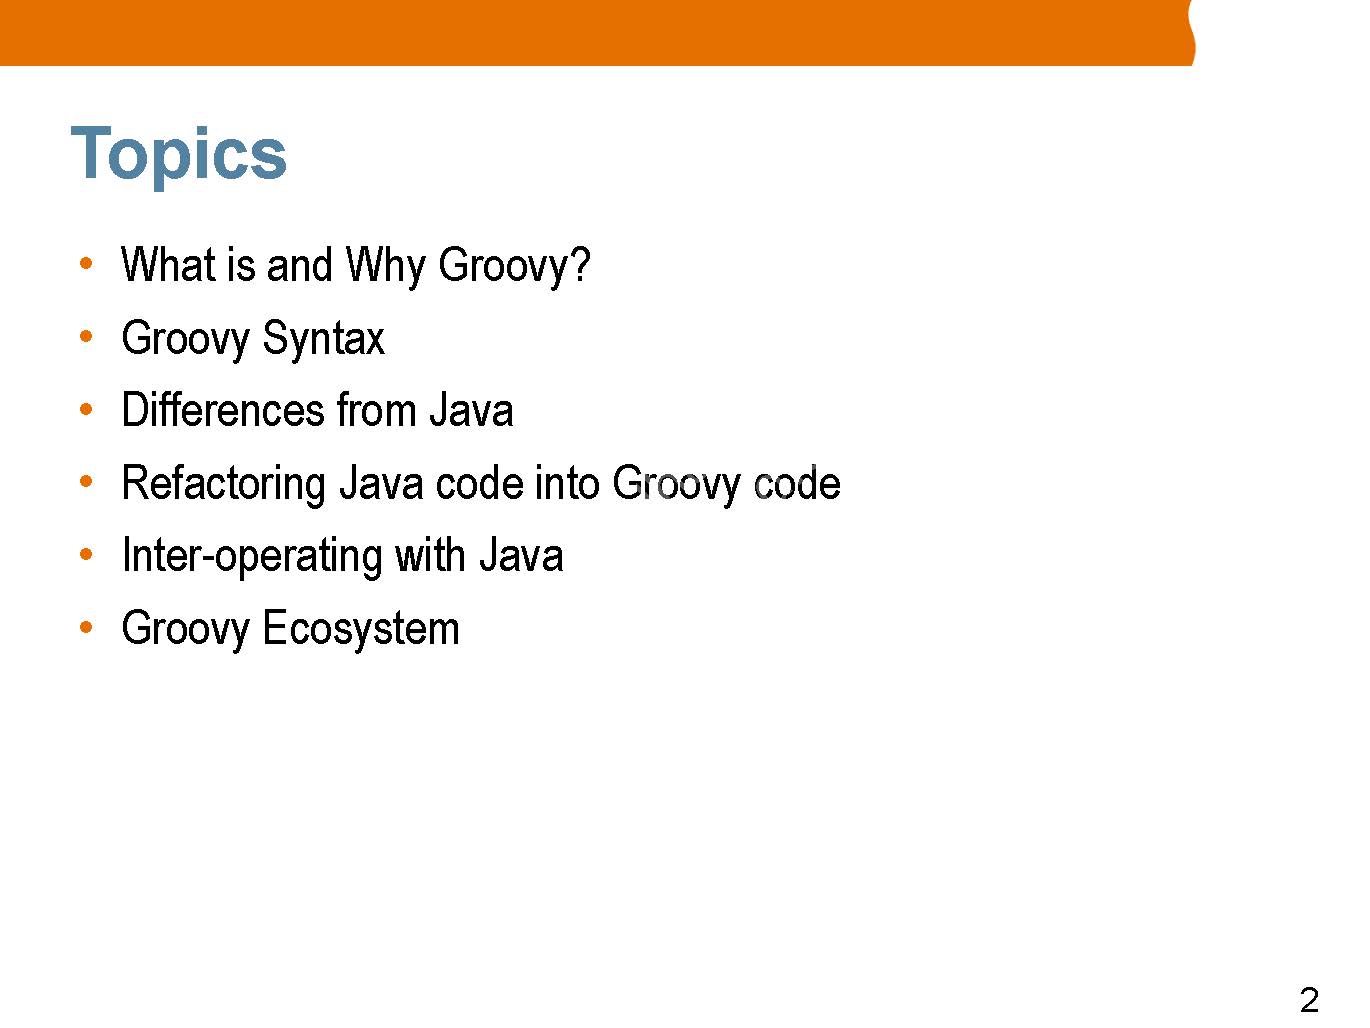 Topics
• What is and Why Groovy?
• Groovy Syntax
• Differences from Java
• Refactoring Java code into Groovy code
• Inter-operating with Java
• Groovy Ecosystem
2